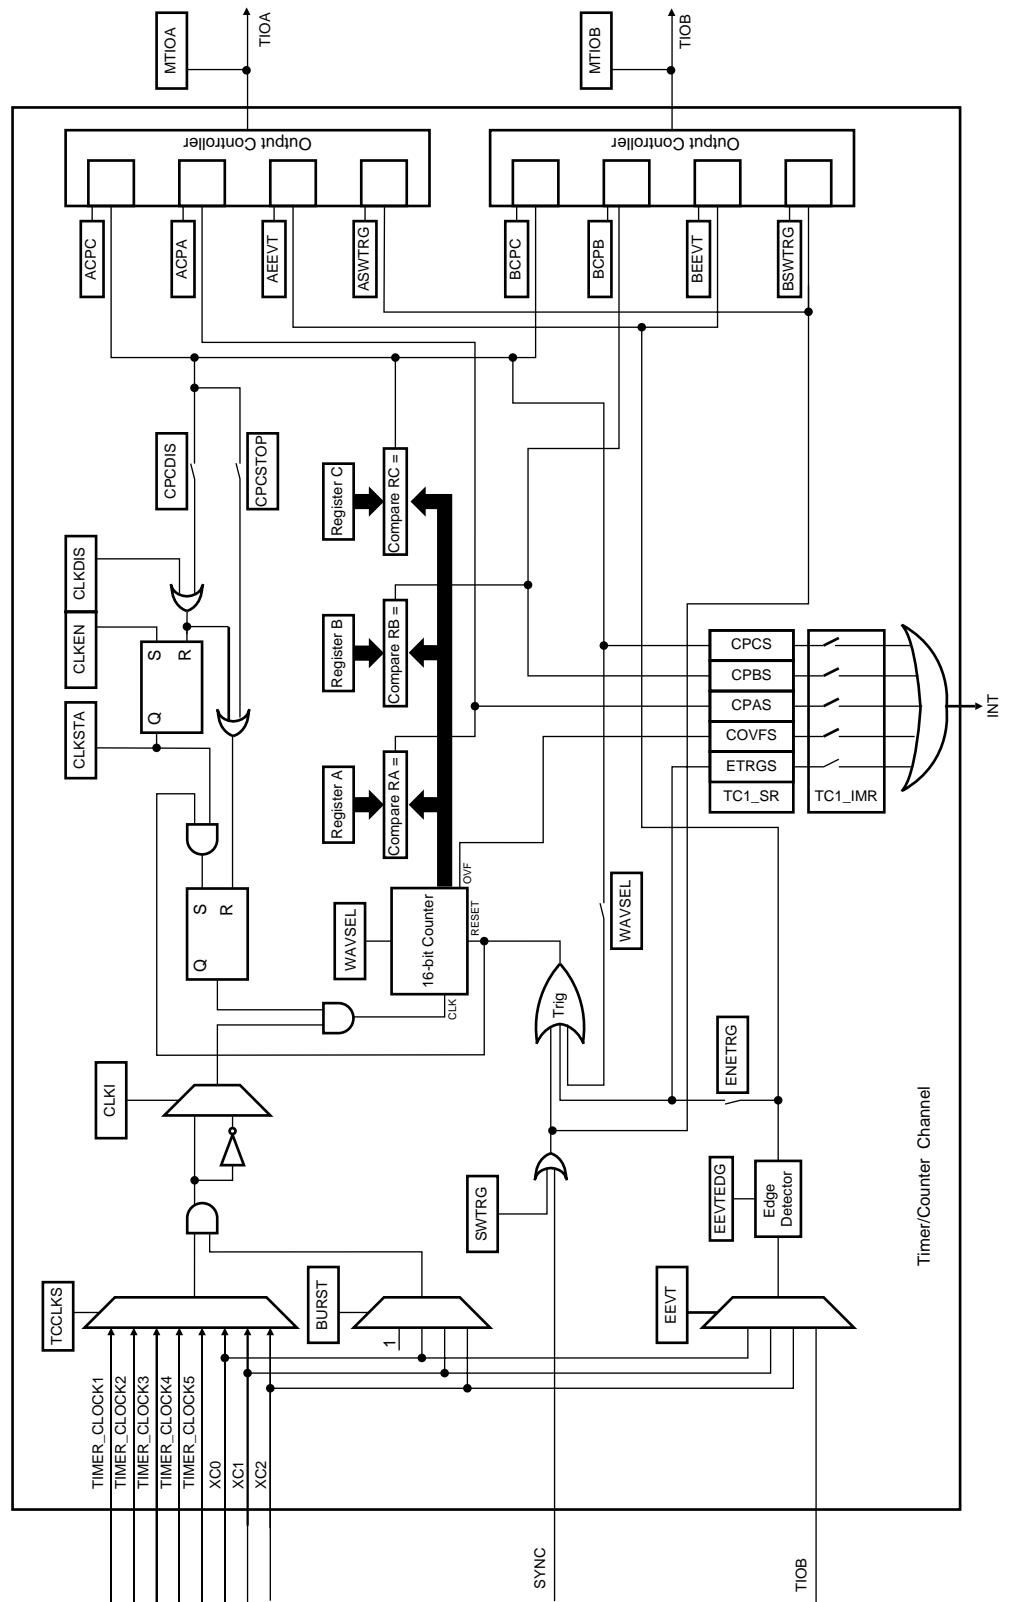 MTIOA
TIOA
MTIOB
TIOB
Output Controller
Output Controller
ACPC
ACPA
AEEVT
ASWTRG
BCPC
BCPB
BEEVT
BSWTRG
CPCDIS
CPCSTOP
CLKDIS
CLKEN
CLKSTA
S
R
Q
S
R
Q
Register C
Compare RC =
Register B
Compare RB =
Register A
Compare RA =
WAVSEL
16-bit Counter
OVF
RESET
CLK
CPCS
CPBS
CPAS
COVFS
ETRGS
TC1_SR
TC1_IMR
INT
WAVSEL
Trig
ENETRG
CLKI
SWTRG
EEVTEDG
Edge
Detector
Timer/Counter Channel
TCCLKS
BURST
1
EEVT
TIMER_CLOCK1
TIMER_CLOCK2
TIMER_CLOCK3
TIMER_CLOCK4
TIMER_CLOCK5
XC0
XC1
XC2
SYNC
TIOB